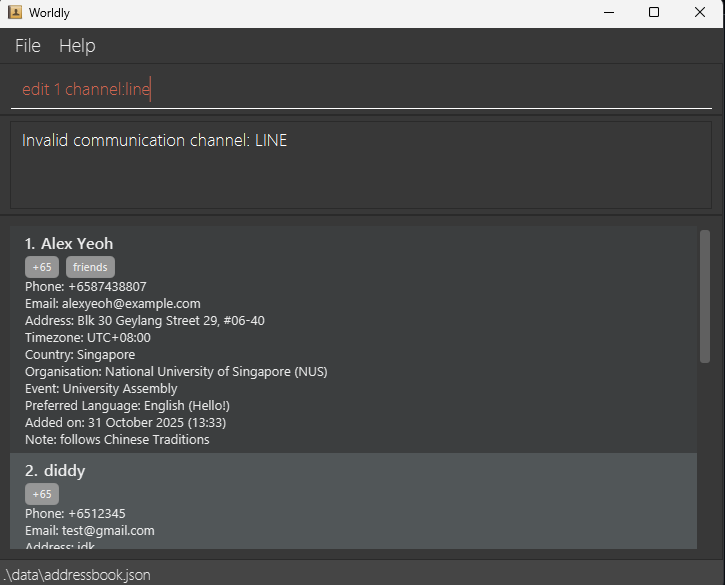 Worldly
File Help
edit 1 channel:line
Invalid communication channel: LINE
1. Alex Yeoh
+65 friends
Phone: +6587438807
Email: alexyeoh@example.com
Address: Blk 30 Geylang Street 29, #06-40
Timezone: UTC+08:00
Country: Singapore
Organisation: National University of Singapore (NUS)
Event: University Assembly
Preferred Language: English (Hello!)
Added on: 31 October 2025 (13:33)
Note: follows Chinese Traditions
2. diddy
+65
Phone: +6512345
Email: test@gmail.com
Address: idk
.\data\addressbook.json